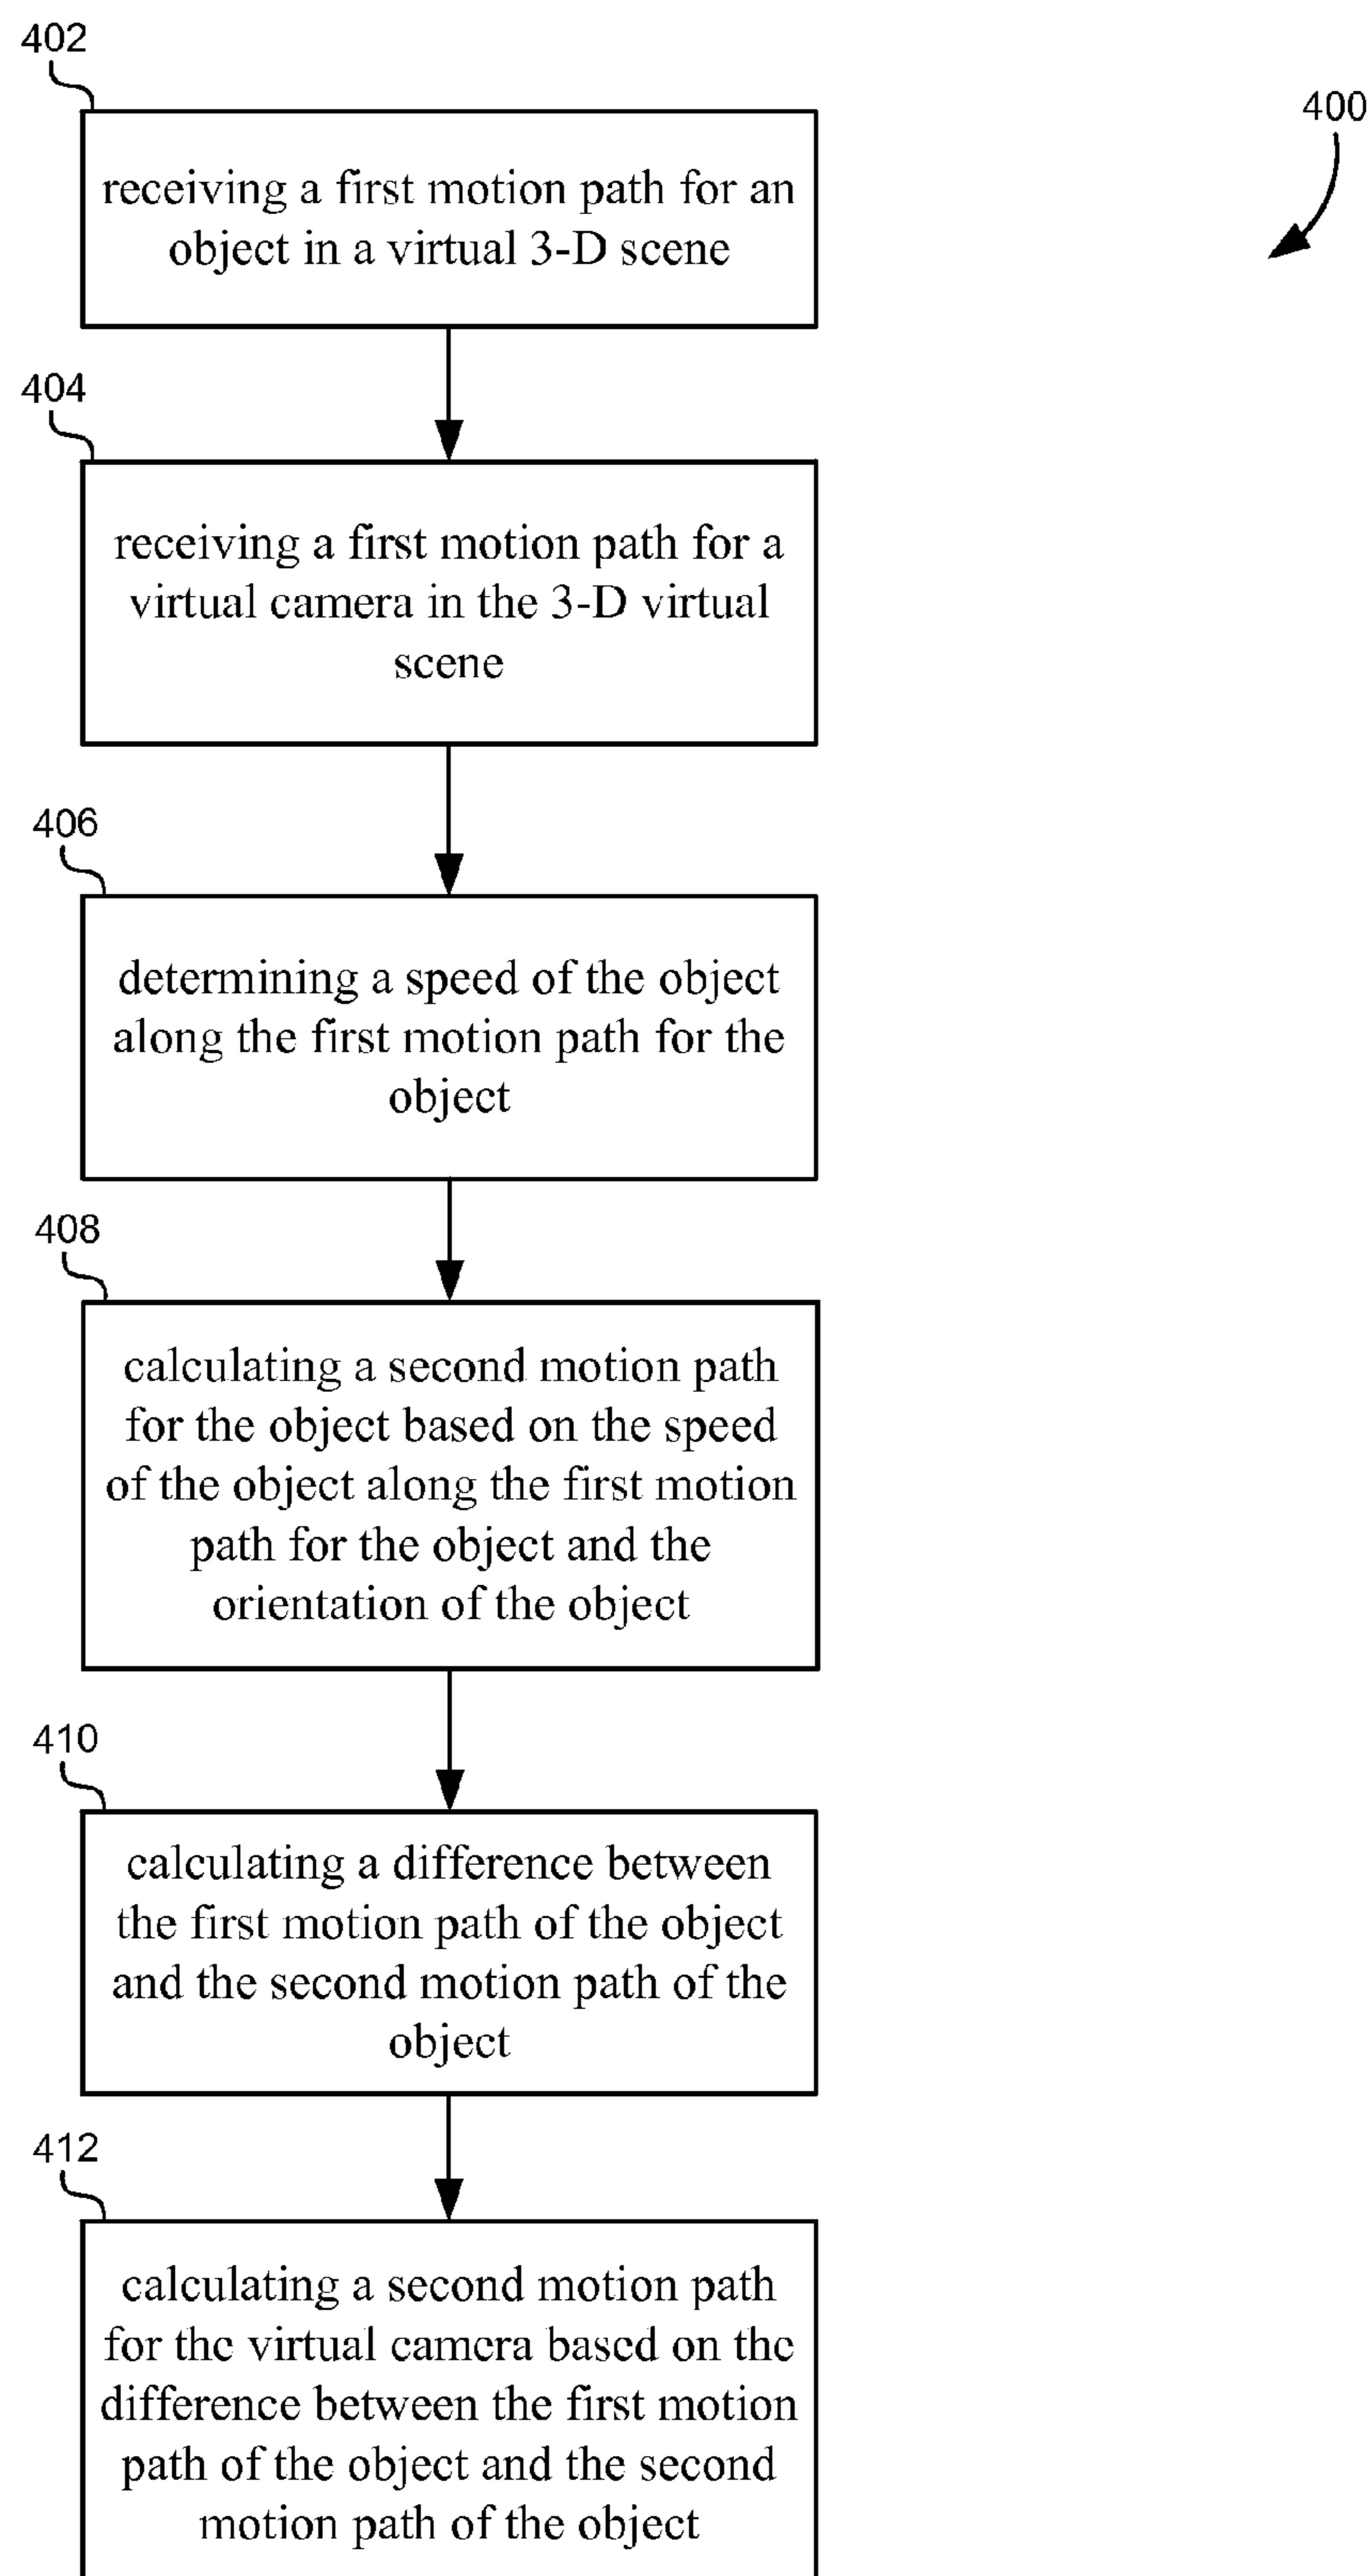 402
400
receiving a first motion path for an
object in a virtual 3-D scene
404
receiving a first motion path for a
virtual camera in the 3-D virtual
scene
406
determining a speed of the object
along the first motion path for the
object
408
calculating a second motion path
for the object based on the speed
of the object along the first motion
path for the object and the
orientation of the object
410
calculating a difference between
the first motion path of the object
and the second motion path of the
object
412
calculating a second motion path
for the virtual camera based on the
difference between the first motion
path of the object and the second
motion path of the object